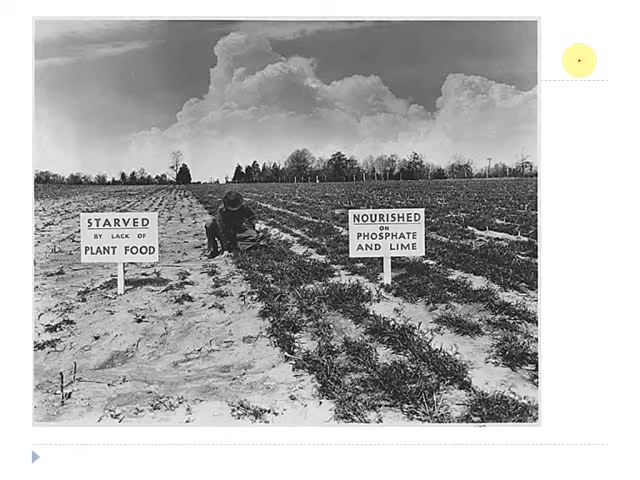 STARVED
BY LACK OF
PLANT FOOD
NOURISHED
ON
PHOSPHATE
AND LIME